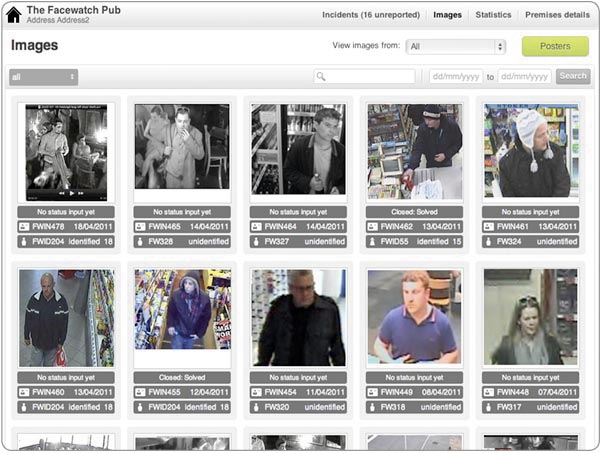 The Facewatch Pub
Address Address2
Incidents (16 unreported) Images Statistics Premises details
Images
View images from: All
Posters
all
dd/mm/yyyy to dd/mm/yyyy Search
No status input yet
FWIN478 18/04/2011
FWID204 identified 18
No status input yet
FWIN465 14/04/2011
FW328 unidentified
No status input yet
FWIN464 14/04/2011
FW327 unidentified
Closed: Solved
FWIN462 13/04/2011
FWID55 identified 15
No status input yet
FWIN461 13/04/2011
FW324 unidentified
No status input yet
FWIN460 13/04/2011
FWID204 identified 18
Closed: Solved
FWIN455 12/04/2011
FWID204 identified 18
No status input yet
FWIN454 11/04/2011
FW320 unidentified
No status input yet
FWIN449 08/04/2011
FW318 unidentified
No status input yet
FWIN448 07/04/2011
FW317 unidentified